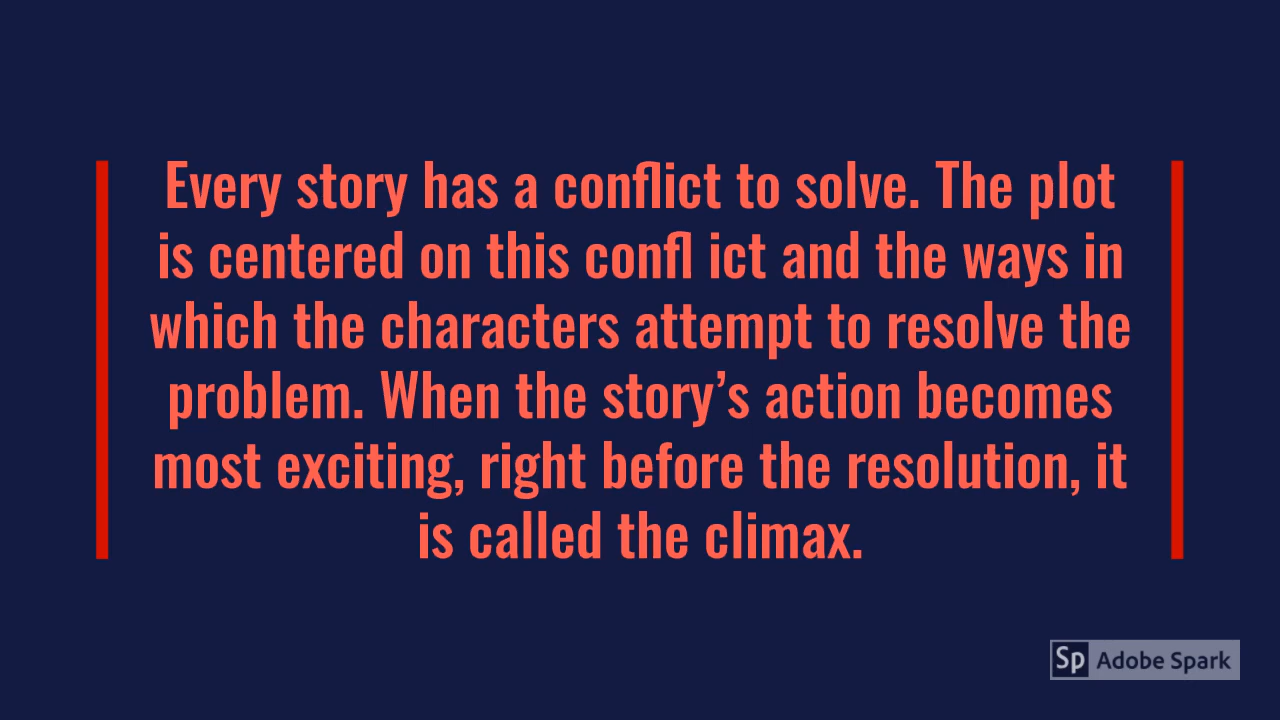 Every story has a conflict to solve. The plot
is centered on this confl ict and the ways in
which the characters attempt to resolve the
problem. When the story’s action becomes
most exciting, right before the resolution, it
is called the climax.
Sp Adobe Spark